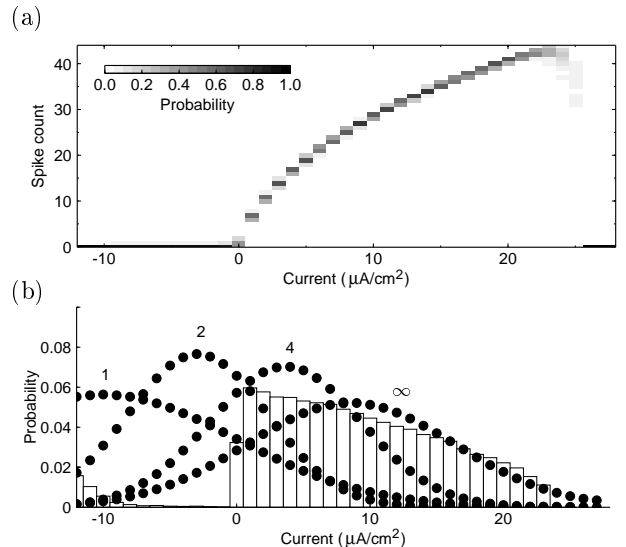 (a)
40
30
20
10
0
Spike count
0.0 0.2 0.4 0.6 0.8 1.0
Probability
-10 0 10 20
Current (μA/cm²)
(b)
0.08
0.06
0.04
0.02
0
Probability
1
2
4
∞
-10 0 10 20
Current (μA/cm²)